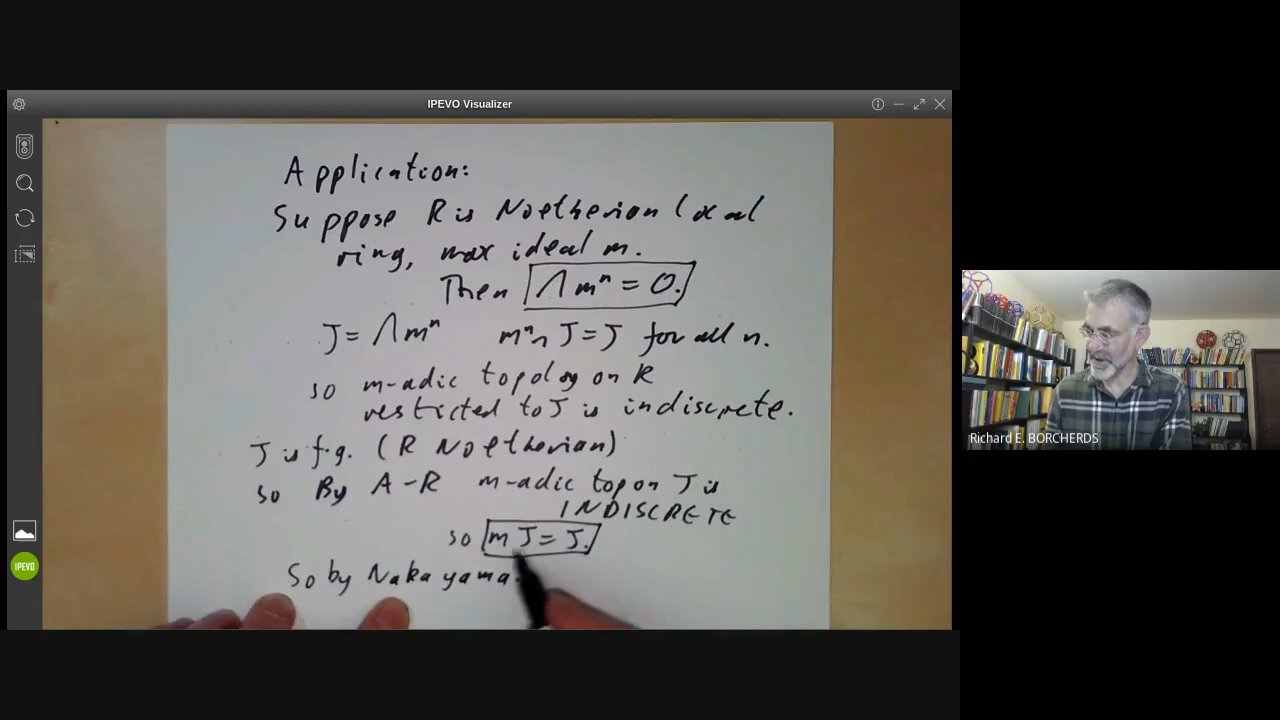 IPEVO Visualizer
Application:
Suppose R is Noetherian local
ring, max ideal m.
Then ⋂ mⁿ = 0.
J = ⋂ mⁿ mⁿ ∩ J = J for all n.
so m-adic topology on R
restricted to J is indiscrete.
J is f.g. (R Noetherian)
so By A-R m-adic top on J is
INDISCRETE
so m J = J.
So by Nakayama.
IPEVO
Richard E. BORCHERDS